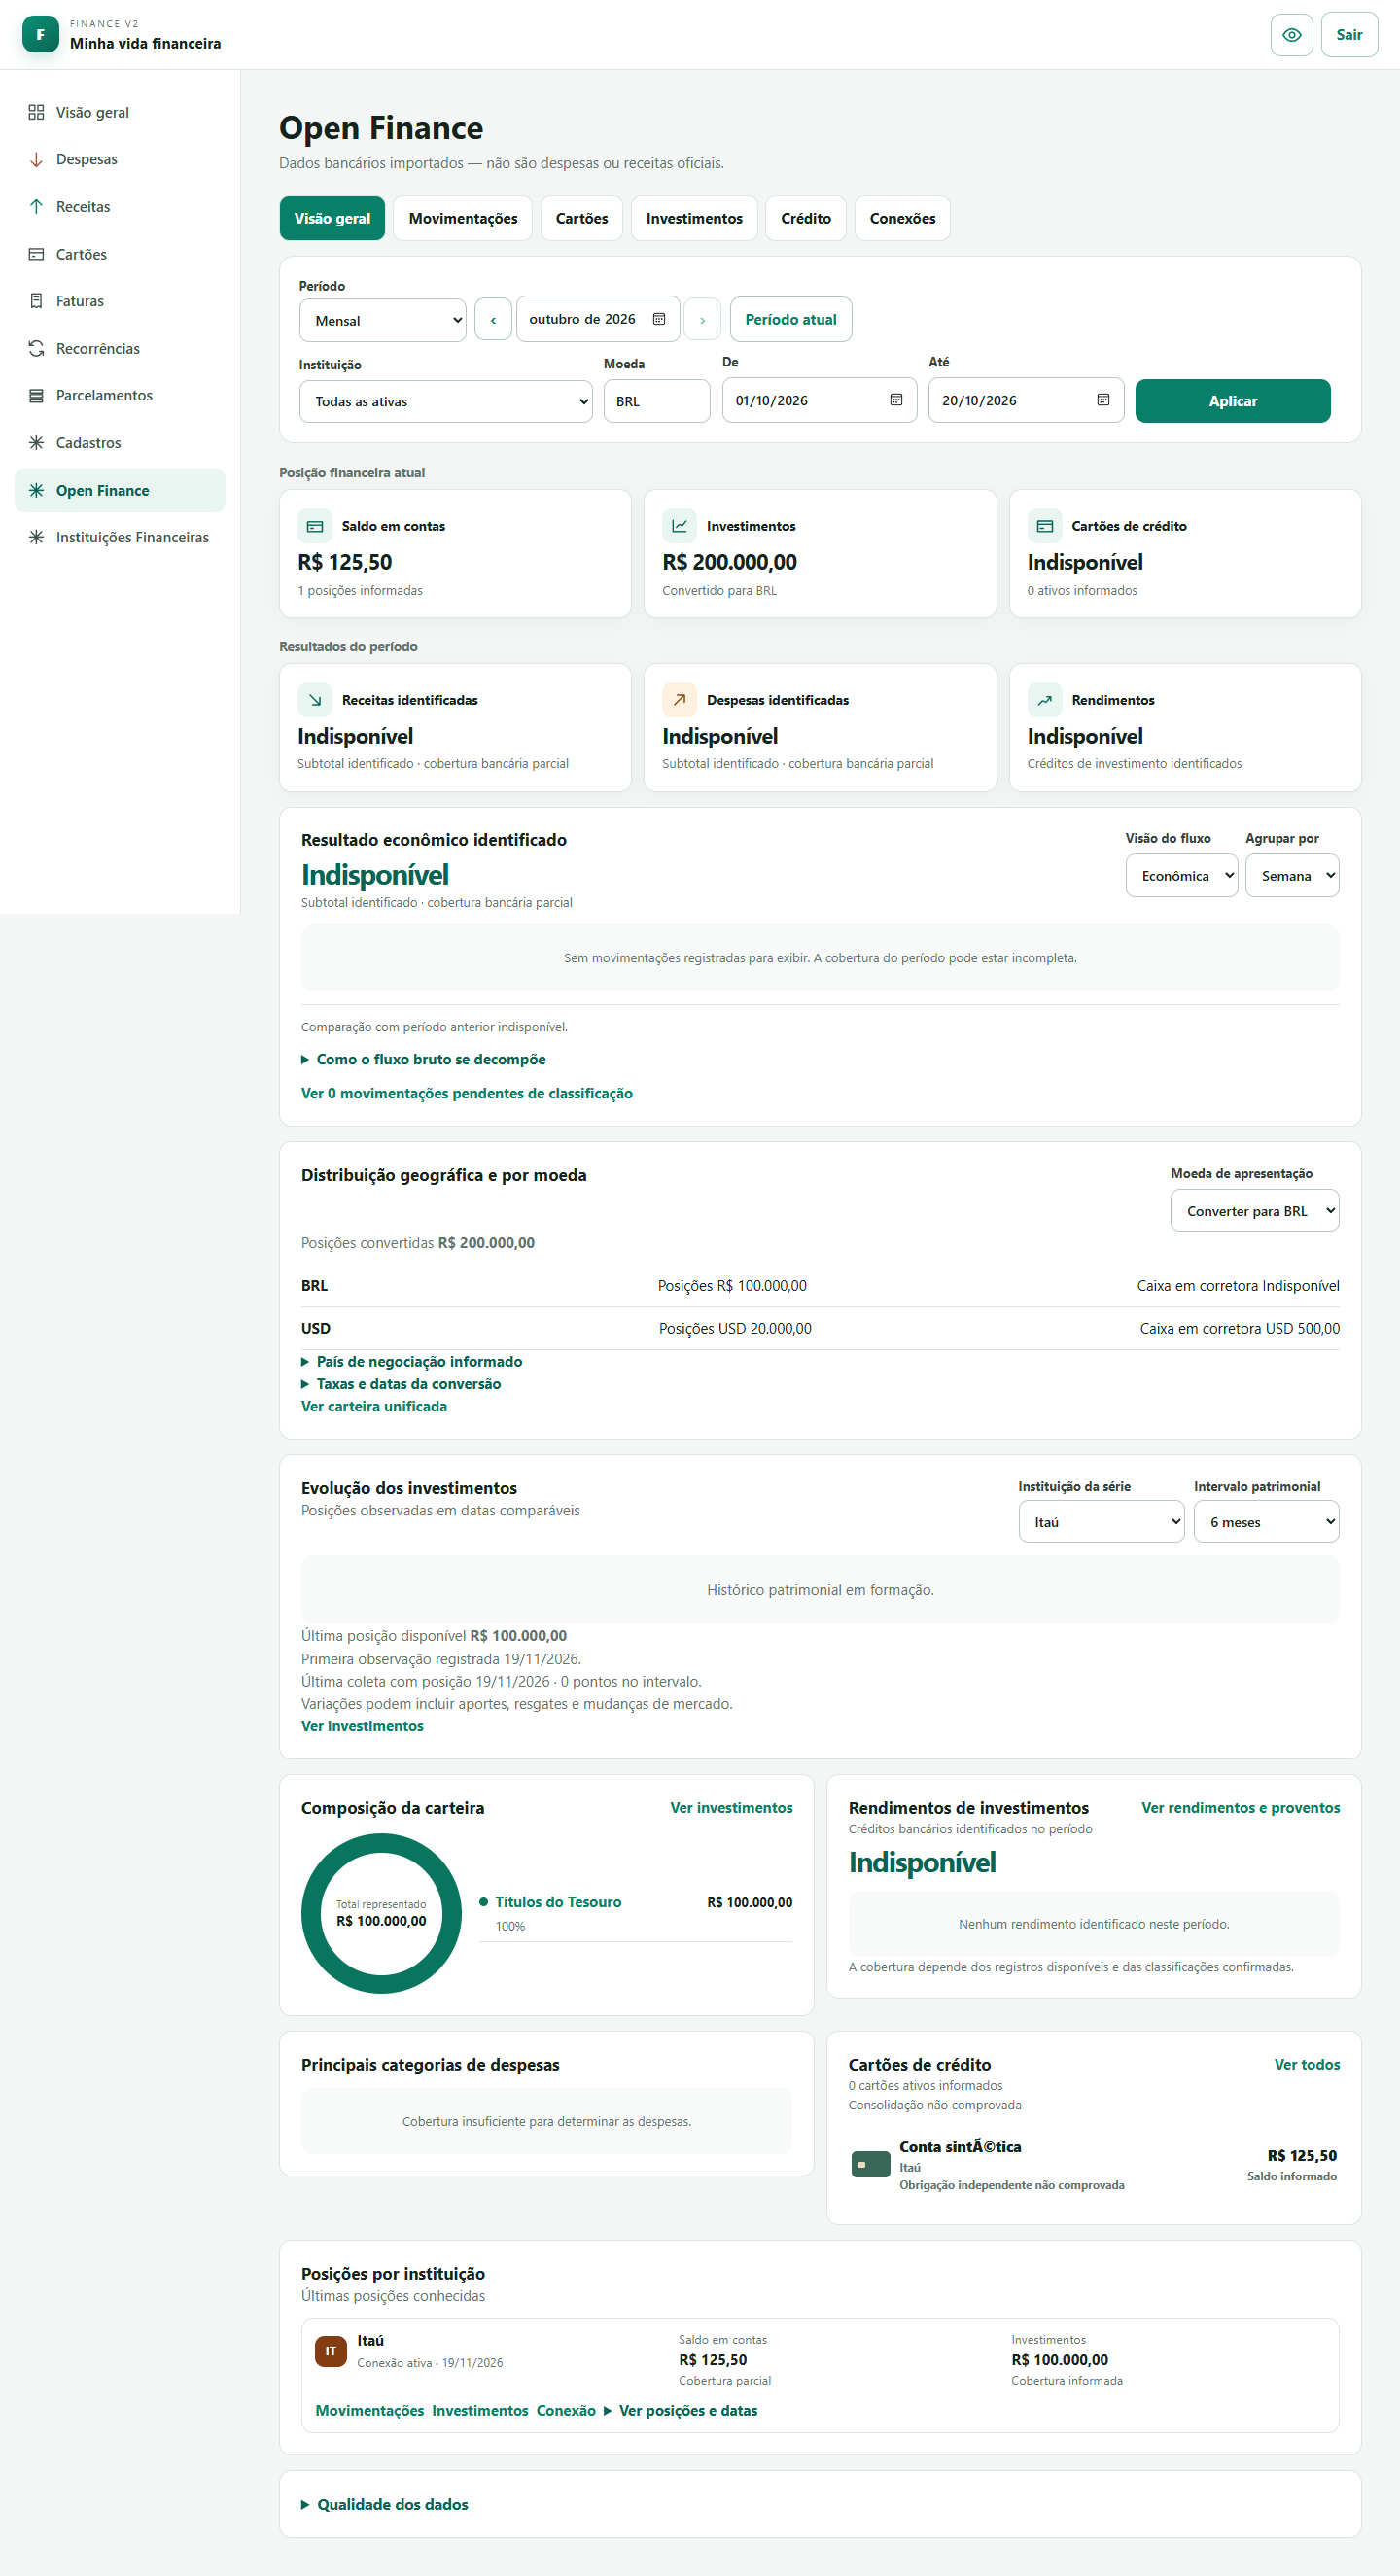 F
FINANCE V2
Minha vida financeira
Sair
Visão geral
Despesas
Receitas
Cartões
Faturas
Recorrências
Parcelamentos
Cadastros
Open Finance
Instituições Financeiras
Open Finance
Dados bancários importados — não são despesas ou receitas oficiais.
Visão geral
Movimentações
Cartões
Investimentos
Crédito
Conexões
Período
Mensal
‹
outubro de 2026
›
Período atual
Instituição
Moeda
De
Até
Todas as ativas
BRL
01/10/2026
20/10/2026
Aplicar
Posição financeira atual
Saldo em contas
R$ 125,50
1 posições informadas
Investimentos
R$ 200.000,00
Convertido para BRL
Cartões de crédito
Indisponível
0 ativos informados
Resultados do período
Receitas identificadas
Indisponível
Subtotal identificado · cobertura bancária parcial
Despesas identificadas
Indisponível
Subtotal identificado · cobertura bancária parcial
Rendimentos
Indisponível
Créditos de investimento identificados
Resultado econômico identificado
Indisponível
Subtotal identificado · cobertura bancária parcial
Visão do fluxo
Econômica
Agrupar por
Semana
Sem movimentações registradas para exibir. A cobertura do período pode estar incompleta.
Comparação com período anterior indisponível.
Como o fluxo bruto se decompõe
Ver 0 movimentações pendentes de classificação
Distribuição geográfica e por moeda
Moeda de apresentação
Converter para BRL
Posições convertidas R$ 200.000,00
BRL Posições R$ 100.000,00 Caixa em corretora Indisponível
USD Posições USD 20.000,00 Caixa em corretora USD 500,00
País de negociação informado
Taxas e datas da conversão
Ver carteira unificada
Evolução dos investimentos
Posições observadas em datas comparáveis
Instituição da série
Itaú
Intervalo patrimonial
6 meses
Histórico patrimonial em formação.
Última posição disponível R$ 100.000,00
Primeira observação registrada 19/11/2026.
Última coleta com posição 19/11/2026 · 0 pontos no intervalo.
Variações podem incluir aportes, resgates e mudanças de mercado.
Ver investimentos
Composição da carteira
Ver investimentos
Total representado
R$ 100.000,00
Títulos do Tesouro
R$ 100.000,00
100%
Rendimentos de investimentos
Ver rendimentos e proventos
Créditos bancários identificados no período
Indisponível
Nenhum rendimento identificado neste período.
A cobertura depende dos registros disponíveis e das classificações confirmadas.
Principais categorias de despesas
Cobertura insuficiente para determinar as despesas.
Cartões de crédito
Ver todos
0 cartões ativos informados
Consolidação não comprovada
Conta sintÃ©tica
Itaú
Obrigação independente não comprovada
R$ 125,50
Saldo informado
Posições por instituição
Últimas posições conhecidas
IT
Itaú
Conexão ativa · 19/11/2026
Saldo em contas
R$ 125,50
Cobertura parcial
Investimentos
R$ 100.000,00
Cobertura informada
Movimentações Investimentos Conexão Ver posições e datas
Qualidade dos dados